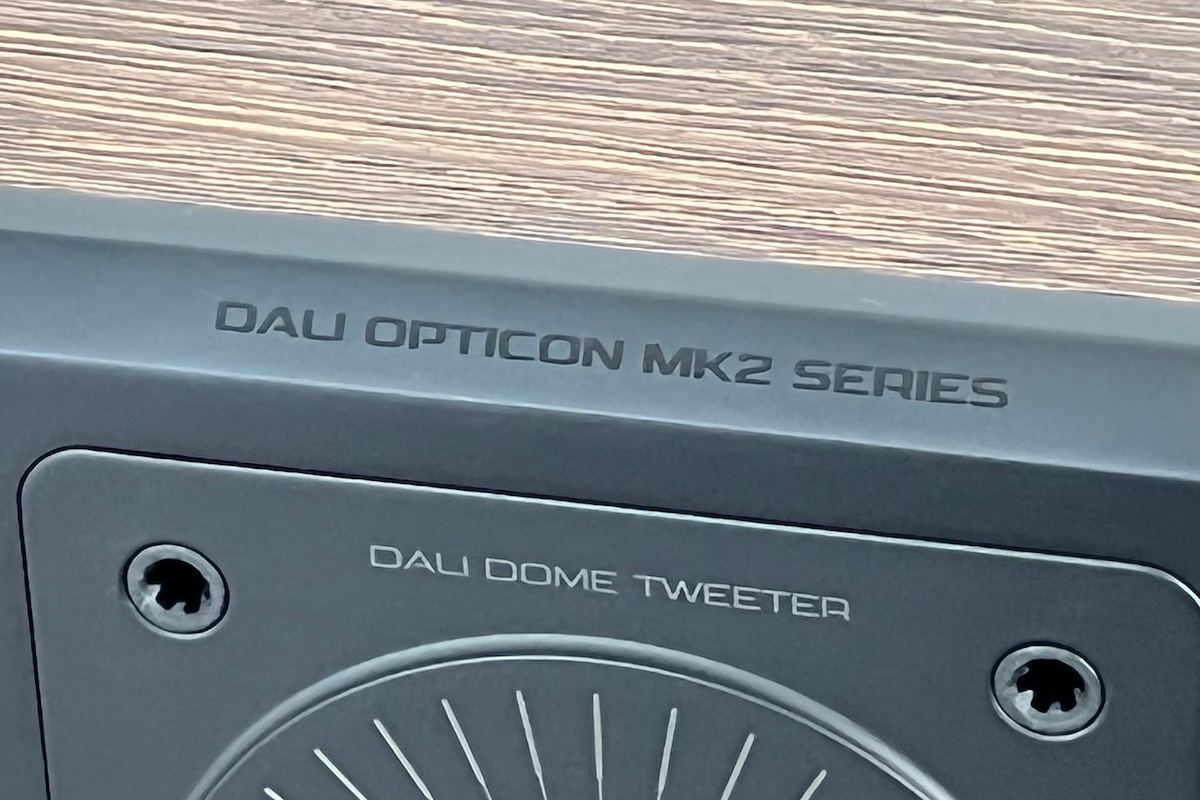 DALI OPTICON MK2 SERIES
DALI DOME TWEETER